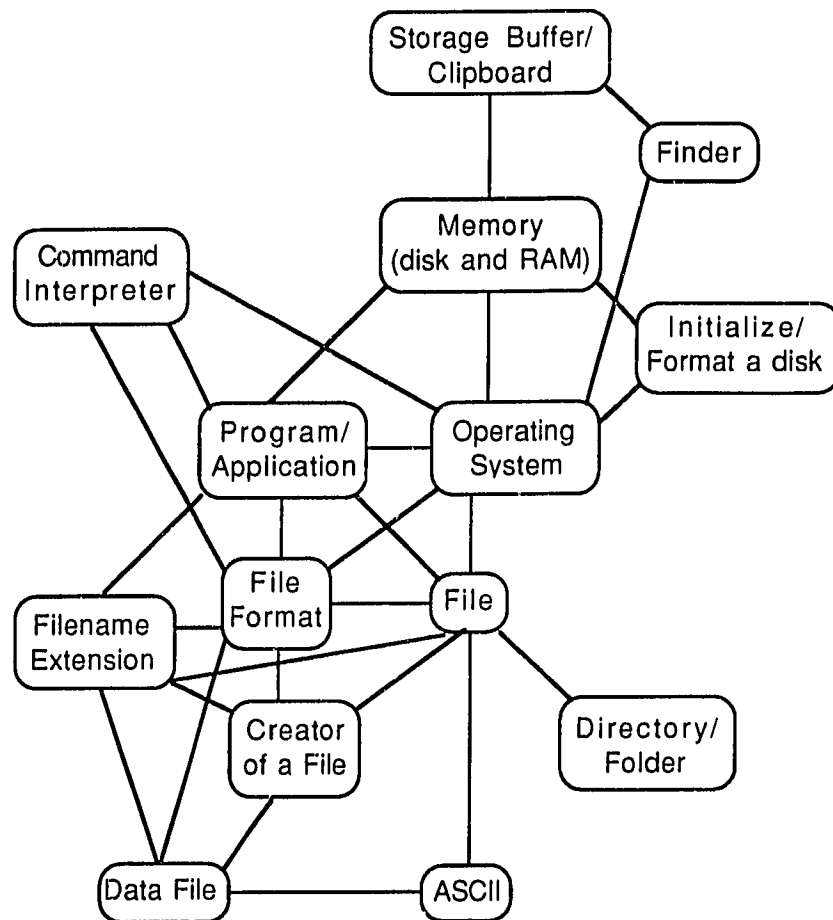 Storage Buffer/
Clipboard
Finder
Memory
(disk and RAM)
Command
Interpreter
Initialize/
Format a disk
Program/
Application
Operating
System
File
Format
File
Filename
Extension
Creator
of a File
Directory/
Folder
Data File
ASCII